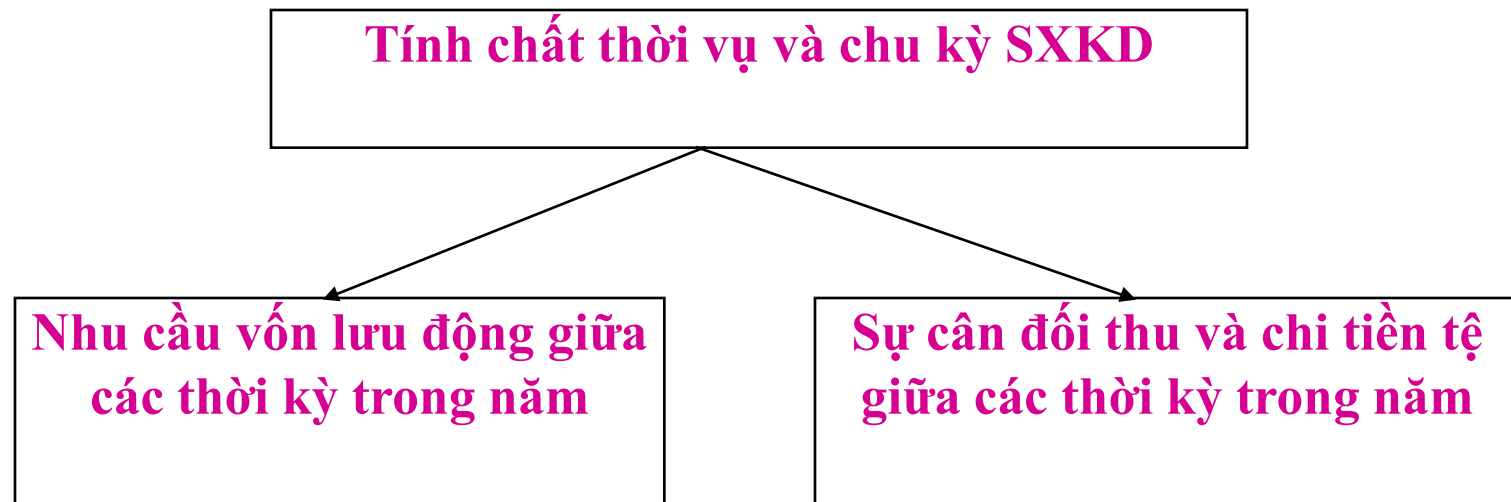 Tính chất thời vụ và chu kỳ SXKD
Nhu cầu vốn lưu động giữa
các thời kỳ trong năm
Sự cân đối thu và chi tiền tệ
giữa các thời kỳ trong năm